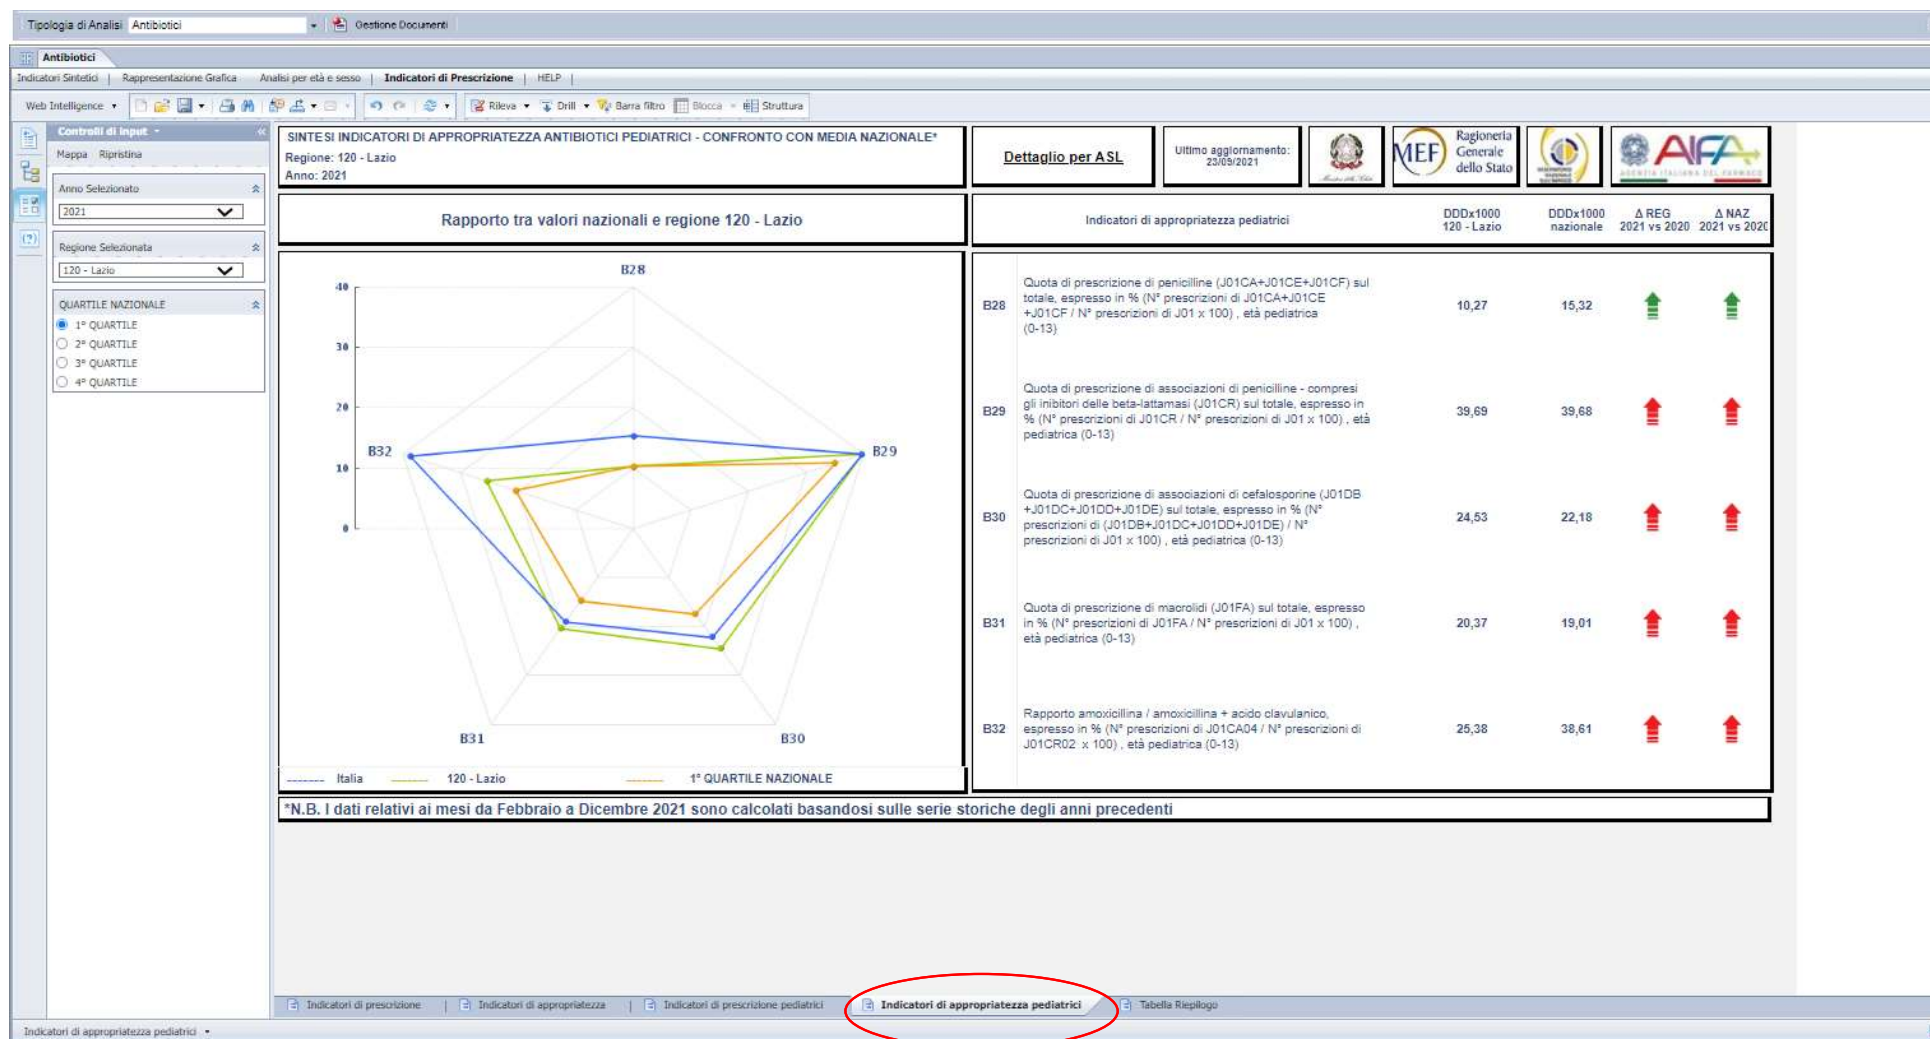 Tipologia di Analisi Antibiotici Gestione Documenti
Antibiotici
Indicatori Sintetici | Rappresentazione Grafica Analisi per età e sesso | Indicatori di Prescrizione | HELP |
Web Intelligence Rileva Drill Barra filtro Blocca Struttura
Controlli di input
Mappa Ripristina
Anno Selezionato
2021
Regione Selezionata
120 - Lazio
QUARTILE NAZIONALE
1° QUARTILE
2° QUARTILE
3° QUARTILE
4° QUARTILE
SINTESI INDICATORI DI APPROPRIATEZZA ANTIBIOTICI PEDIATRICI - CONFRONTO CON MEDIA NAZIONALE*
Regione: 120 - Lazio
Anno: 2021
Dettaglio per ASL
Ultimo aggiornamento:
23/09/2021
MEF
Ragioneria
Generale
dello Stato
AIFA
AGENZIA ITALIANA DEL FARMACO
Rapporto tra valori nazionali e regione 120 - Lazio
Indicatori di appropriatezza pediatrici
DDDx1000
120 - Lazio
DDDx1000
nazionale
Δ REG
2021 vs 2020
Δ NAZ
2021 vs 2020
B28
40
30
20
10
0
B32
B29
B31
B30
Italia 120 - Lazio 1° QUARTILE NAZIONALE
B28
Quota di prescrizione di penicilline (J01CA+J01CE+J01CF) sul
totale, espresso in % (N° prescrizioni di J01CA+J01CE
+J01CF / N° prescrizioni di J01 x 100) , età pediatrica
(0-13)
10,27 15,32
B29
Quota di prescrizione di associazioni di penicilline - compresi
gli inibitori delle beta-lattamasi (J01CR) sul totale, espresso in
% (N° prescrizioni di J01CR / N° prescrizioni di J01 x 100) , età
pediatrica (0-13)
39,69 39,68
B30
Quota di prescrizione di associazioni di cefalosporine (J01DB
+J01DC+J01DD+J01DE) sul totale, espresso in % (N°
prescrizioni di (J01DB+J01DC+J01DD+J01DE) / N°
prescrizioni di J01 x 100) , età pediatrica (0-13)
24,53 22,18
B31
Quota di prescrizione di macrolidi (J01FA) sul totale, espresso
in % (N° prescrizioni di J01FA / N° prescrizioni di J01 x 100) ,
età pediatrica (0-13)
20,37 19,01
B32
Rapporto amoxicillina / amoxicillina + acido clavulanico,
espresso in % (N° prescrizioni di J01CA04 / N° prescrizioni di
J01CR02 x 100) , età pediatrica (0-13)
25,38 38,61
*N.B. I dati relativi ai mesi da Febbraio a Dicembre 2021 sono calcolati basandosi sulle serie storiche degli anni precedenti
Indicatori di prescrizione | Indicatori di appropriatezza | Indicatori di prescrizione pediatrici Indicatori di appropriatezza pediatrici Tabella Riepilogo
Indicatori di appropriatezza pediatrici